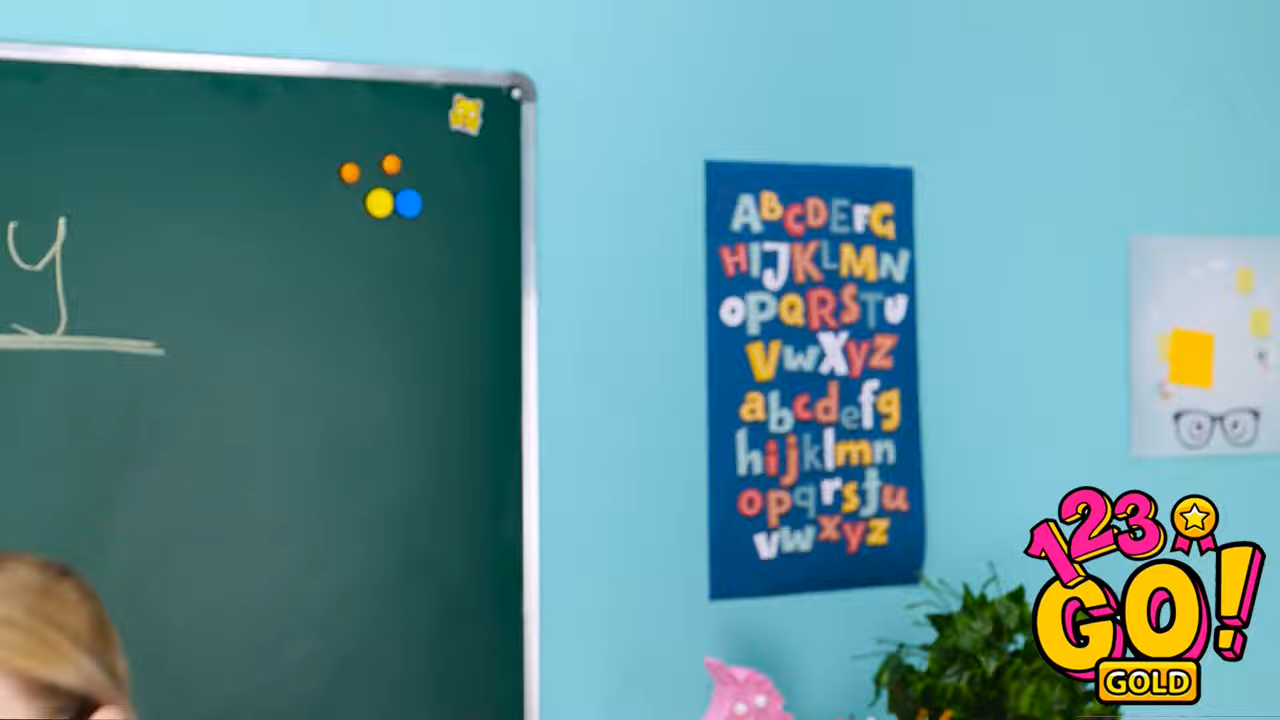 y
ABCDEFG
HIJKLMN
OPQRSTU
VWXYZ
abcdefg
hijklmn
opqrstu
vwxyz
123
GO!
GOLD